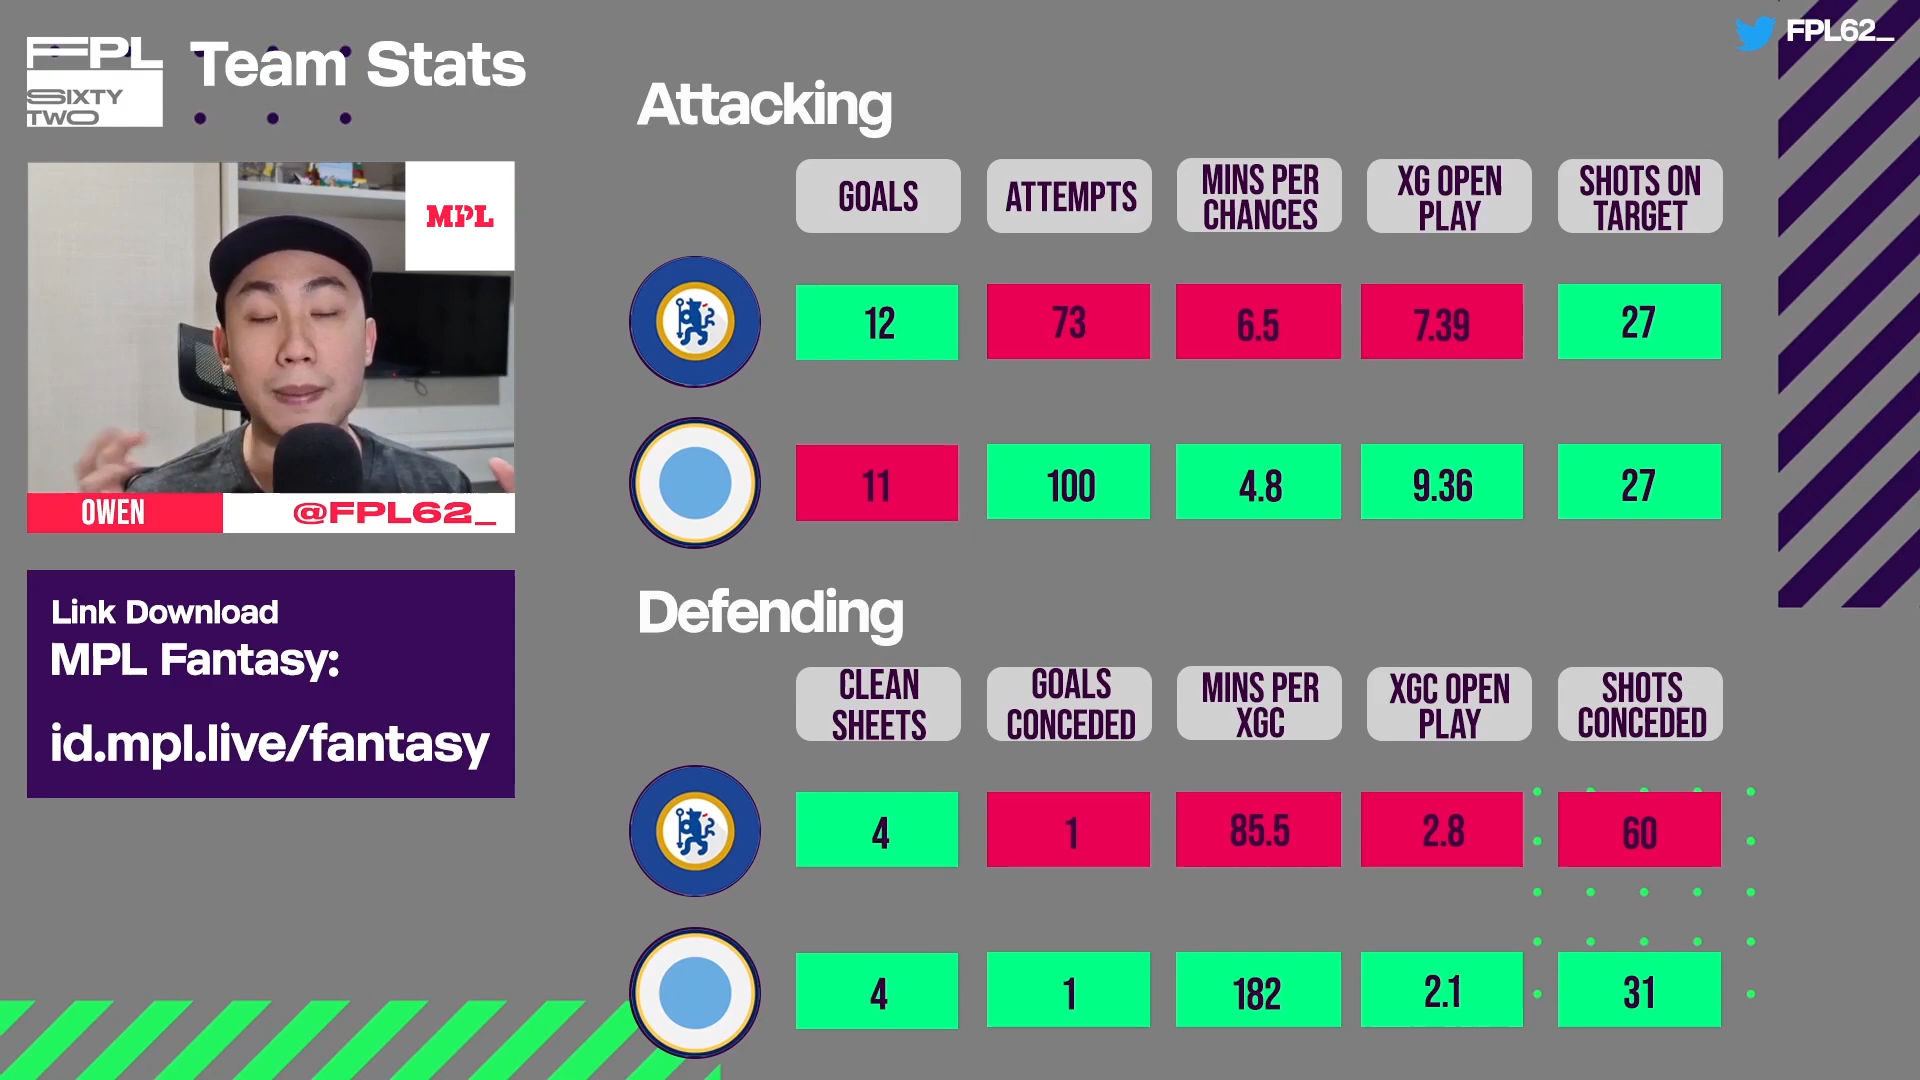 FPL
SIXTY
TWO
Team Stats
FPL62_
MPL
OWEN
@FPL62_
Link Download
MPL Fantasy:
id.mpl.live/fantasy
Attacking
GOALS
ATTEMPTS
MINS PER
CHANCES
XG OPEN
PLAY
SHOTS ON
TARGET
12
73
6.5
7.39
27
11
100
4.8
9.36
27
Defending
CLEAN
SHEETS
GOALS
CONCEDED
MINS PER
XGC
XGC OPEN
PLAY
SHOTS
CONCEDED
4
1
85.5
2.8
60
4
1
182
2.1
31